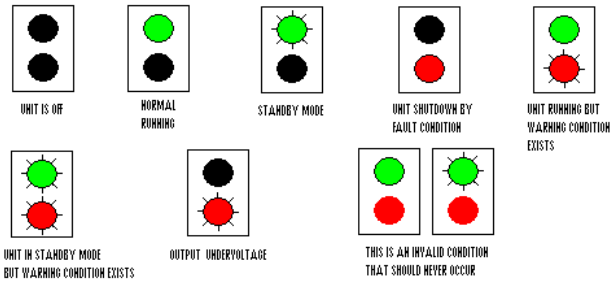 UNIT IS OFF
NORMAL
RUNNING
STANDBY MODE
UNIT SHUTDOWN BY
FAULT CONDITION
UNIT RUNNING BUT
WARNING CONDITION
EXISTS
UNIT IN STANDBY MODE
BUT WARNING CONDITION EXISTS
OUTPUT UNDERVOLTAGE
THIS IS AN INVALID CONDITION
THAT SHOULD NEVER OCCUR